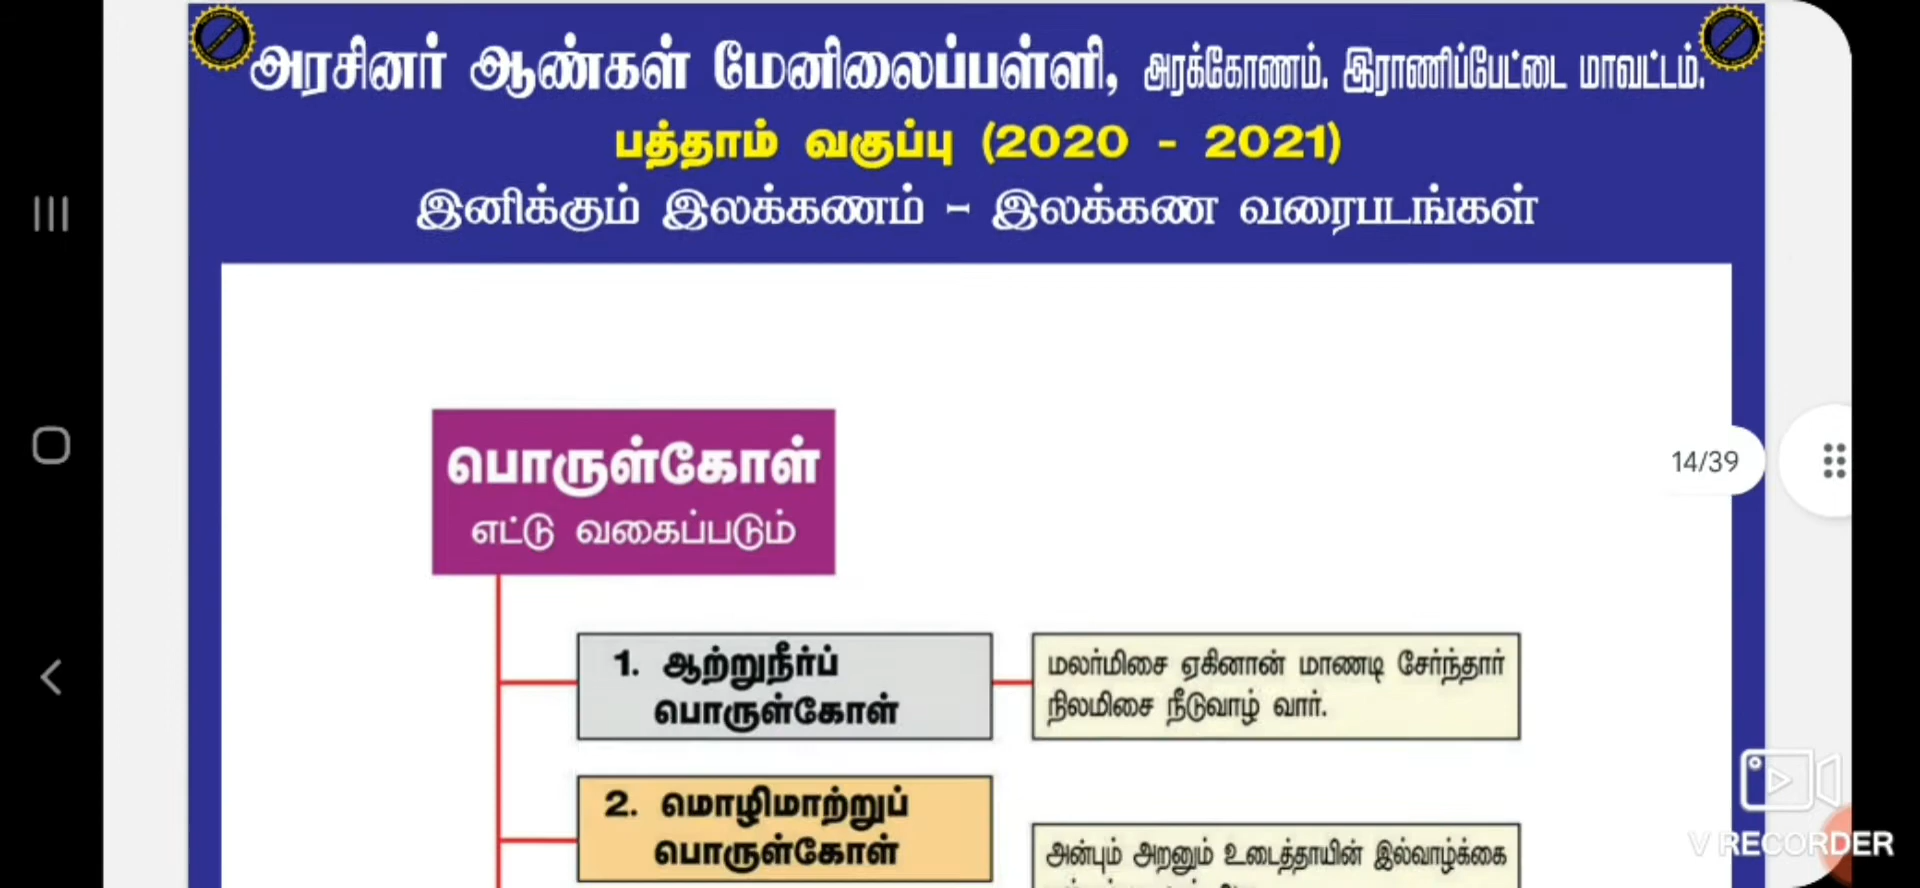 அரசினர் ஆண்கள் மேனிலைப்பள்ளி, அரக்கோணம். இராணிப்பேட்டை மாவட்டம்.
பத்தாம் வகுப்பு (2020 - 2021)
இனிக்கும் இலக்கணம் - இலக்கண வரைபடங்கள்
பொருள்கோள்
எட்டு வகைப்படும்
14/39
1. ஆற்றுநீர்ப்
பொருள்கோள்
மலர்மிசை ஏகினான் மாணடி சேர்ந்தார்
நிலமிசை நீடுவாழ் வார்.
2. மொழிமாற்றுப்
பொருள்கோள்
அன்பும் அறனும் உடைத்தாயின் இல்வாழ்க்கை
V RECORDER